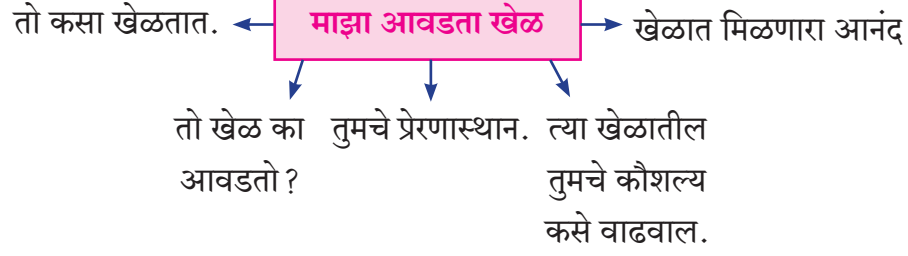 तो कसा खेळतात.
माझा आवडता खेळ
खेळात मिळणारा आनंद
तो खेळ का
आवडतो?
तुमचे प्रेरणास्थान.
त्या खेळातील
तुमचे कौशल्य
कसे वाढवाल.